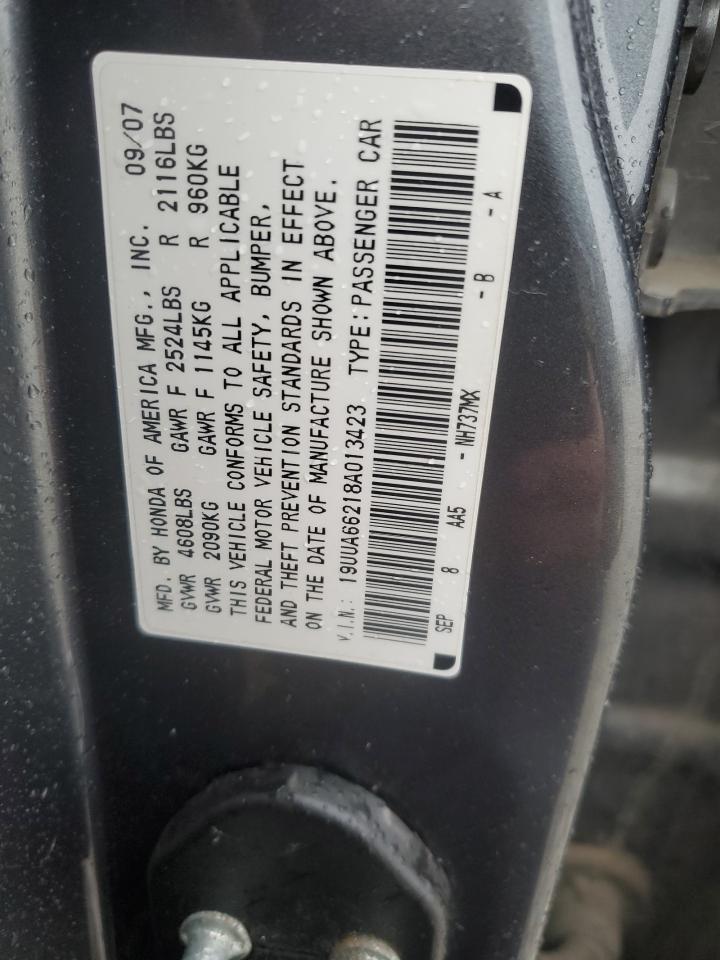 MFD. BY HONDA OF AMERICA MFG., INC. 09/07
GVWR 4608LBS GAWR F 2524LBS R 2116LBS
GVWR 2090KG GAWR F 1145KG R 960KG
THIS VEHICLE CONFORMS TO ALL APPLICABLE
FEDERAL MOTOR VEHICLE SAFETY, BUMPER,
AND THEFT PREVENTION STANDARDS IN EFFECT
ON THE DATE OF MANUFACTURE SHOWN ABOVE.
V.I.N.: 19UUA66218A013423 TYPE: PASSENGER CAR
SEP 8 AA5 - NH737MX - B - A